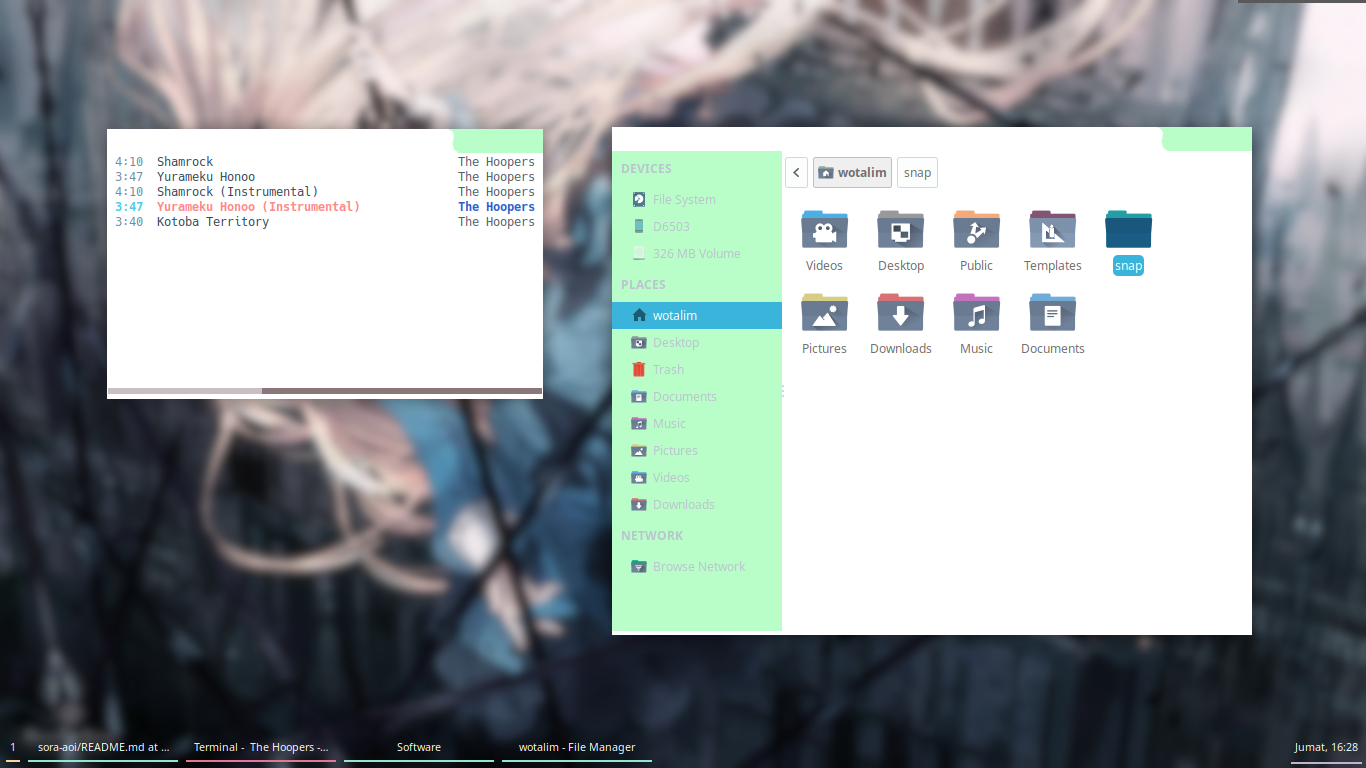 4:10 Shamrock The Hoopers
3:47 Yurameku Honoo The Hoopers
4:10 Shamrock (Instrumental) The Hoopers
3:47 Yurameku Honoo (Instrumental) The Hoopers
3:40 Kotoba Territory The Hoopers
DEVICES
File System
D6503
326 MB Volume
PLACES
wotalim
Desktop
Trash
Documents
Music
Pictures
Videos
Downloads
NETWORK
Browse Network
wotalim snap
Videos Desktop Public Templates snap
Pictures Downloads Music Documents
1 sora-aoi/README.md at ... Terminal - The Hoopers -... Software wotalim - File Manager Jumat, 16:28